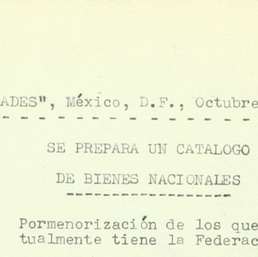 ADES", México, D.F., Octubre
SE PREPARA UN CATALOGO
DE BIENES NACIONALES
Pormenorización de los que
tualmente tiene la Federac